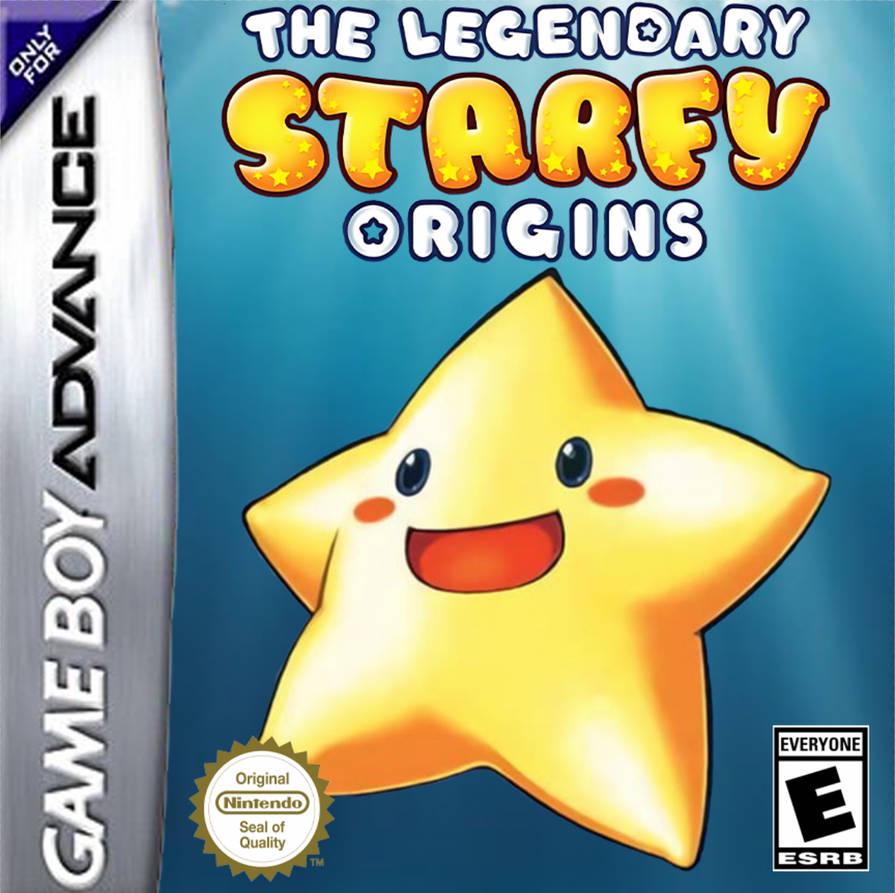 ONLY
FOR
GAME BOY ADVANCE
THE LEGENDARY
STARFY
ORIGINS
Original
Nintendo
Seal of
Quality
TM
EVERYONE
E
ESRB